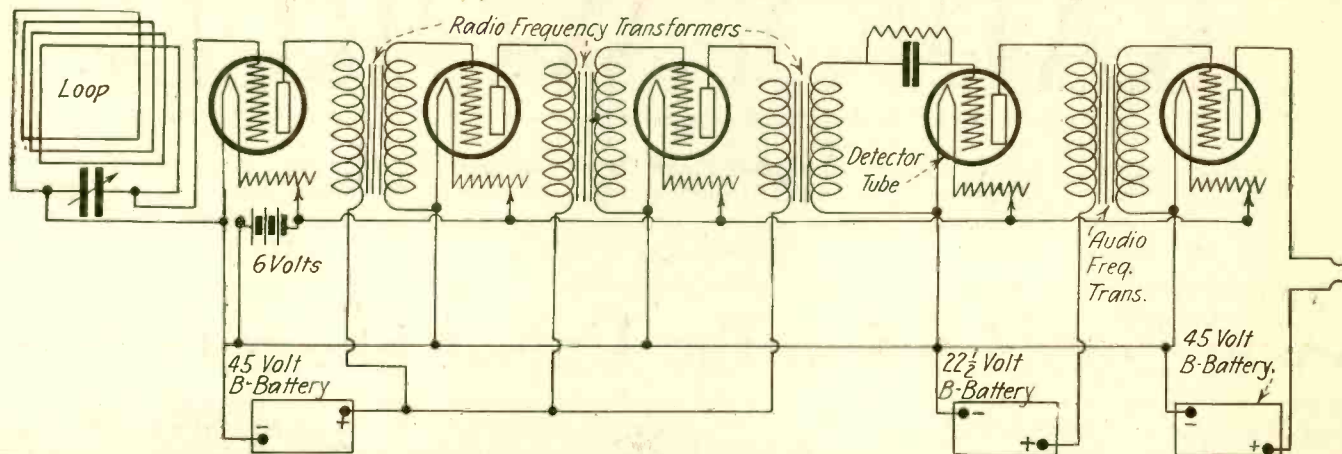 Radio Frequency Transformers
Loop
Detector
Tube
6 Volts
Audio
Freq.
Trans.
45 Volt
B-Battery
- +
22½ Volt
B-Battery
- +
45 Volt
B-Battery.
- +